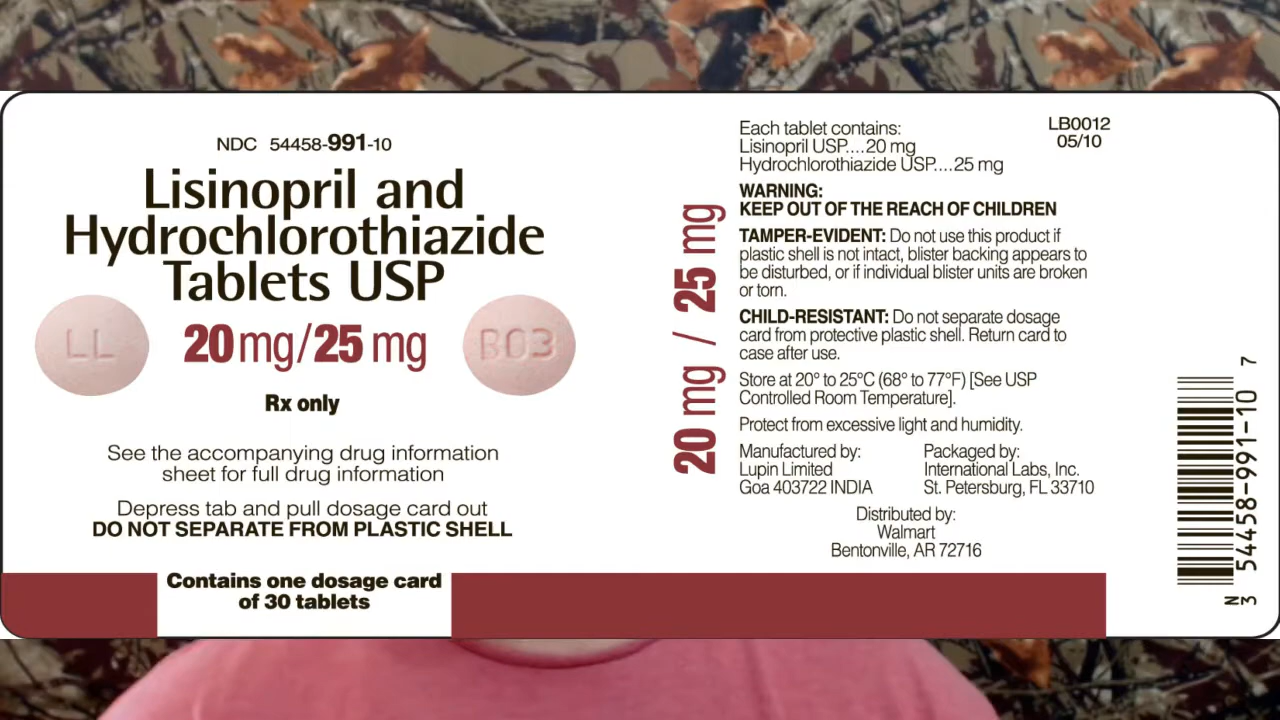 NDC 54458-991-10
Lisinopril and
Hydrochlorothiazide
Tablets USP
LL
20 mg/25 mg
B03
Rx only
See the accompanying drug information
sheet for full drug information
Depress tab and pull dosage card out
DO NOT SEPARATE FROM PLASTIC SHELL
Contains one dosage card
of 30 tablets
20 mg / 25 mg
Each tablet contains:
Lisinopril USP....20 mg
Hydrochlorothiazide USP....25 mg
LB0012
05/10
WARNING:
KEEP OUT OF THE REACH OF CHILDREN
TAMPER-EVIDENT: Do not use this product if
plastic shell is not intact, blister backing appears to
be disturbed, or if individual blister units are broken
or torn.
CHILD-RESISTANT: Do not separate dosage
card from protective plastic shell. Return card to
case after use.
Store at 20° to 25°C (68° to 77°F) [See USP
Controlled Room Temperature].
Protect from excessive light and humidity.
Manufactured by:
Lupin Limited
Goa 403722 INDIA
Packaged by:
International Labs, Inc.
St. Petersburg, FL 33710
Distributed by:
Walmart
Bentonville, AR 72716
N
3 54458-991-10 7